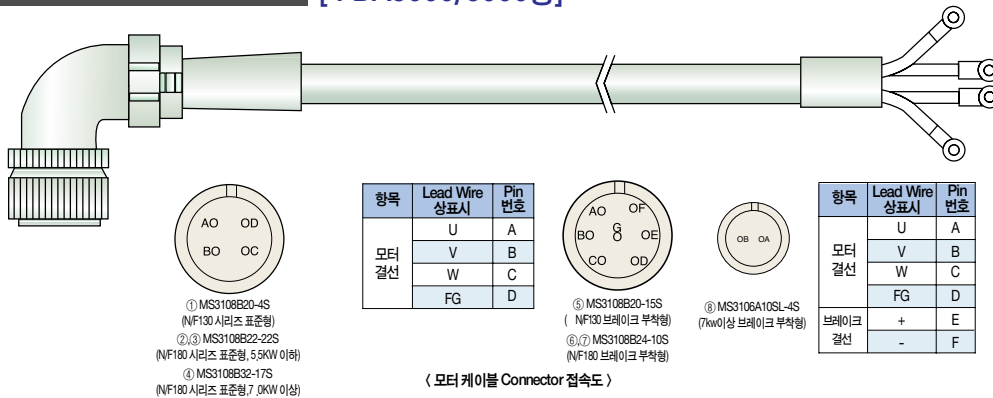 AO OD
BO OC
① MS3108B20-4S
(N/F130 시리즈 표준형)
②,③ MS3108B22-22S
(N/F180 시리즈 표준형, 5.5KW 이하)
④ MS3108B32-17S
(N/F180 시리즈 표준형,7.0KW 이상)
항목 Lead Wire 상표시 Pin 번호
모터 결선
U A
V B
W C
FG D
AO OF
BO G O OE
CO OD
⑤ MS3108B20-15S
( N/F130 브레이크 부착형)
⑥,⑦ MS3108B24-10S
(N/F180 브레이크 부착형)
OB OA
⑧ MS3106A10SL-4S
(7kw이상 브레이크 부착형)
항목 Lead Wire 상표시 Pin 번호
모터 결선
U A
V B
W C
FG D
브레이크 결선
+ E
- F
〈 모터 케이블 Connector 접속도 〉